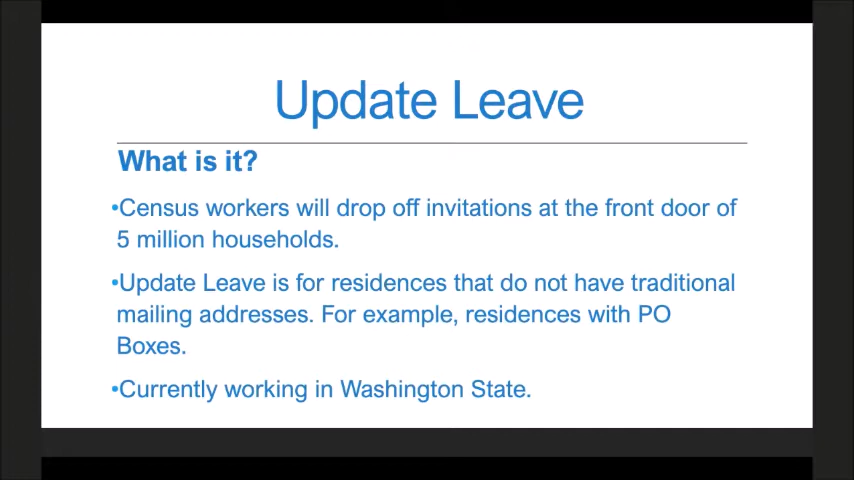 Update Leave
What is it?
•Census workers will drop off invitations at the front door of
5 million households.
•Update Leave is for residences that do not have traditional
mailing addresses. For example, residences with PO
Boxes.
•Currently working in Washington State.